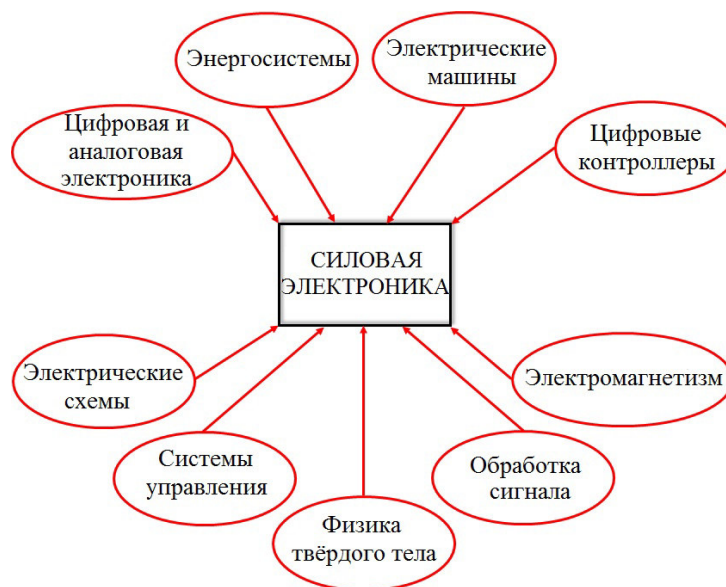 Энергосистемы
Электрические
машины
Цифровая и
аналоговая
электроника
Цифровые
контроллеры
СИЛОВАЯ
ЭЛЕКТРОНИКА
Электрические
схемы
Электромагнетизм
Системы
управления
Обработка
сигнала
Физика
твёрдого тела